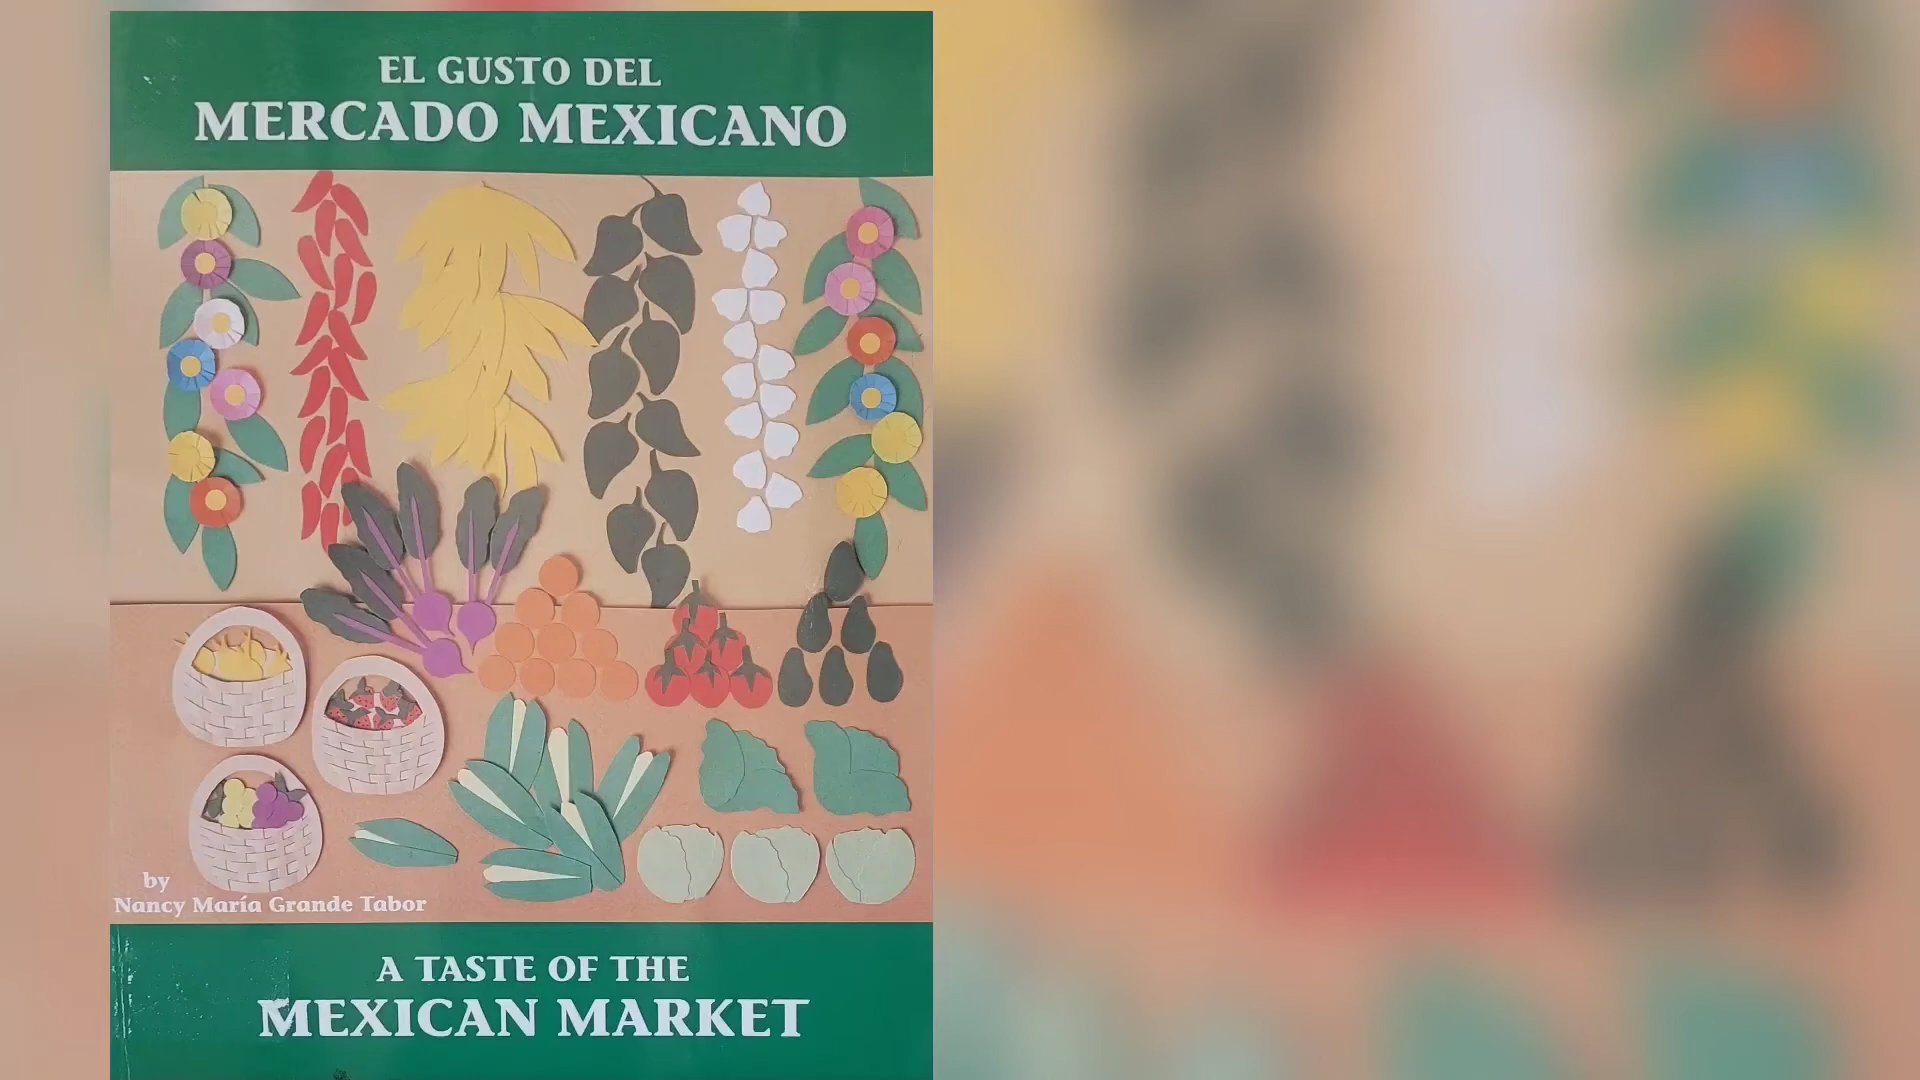 EL GUSTO DEL
MERCADO MEXICANO
by
Nancy María Grande Tabor
A TASTE OF THE
MEXICAN MARKET